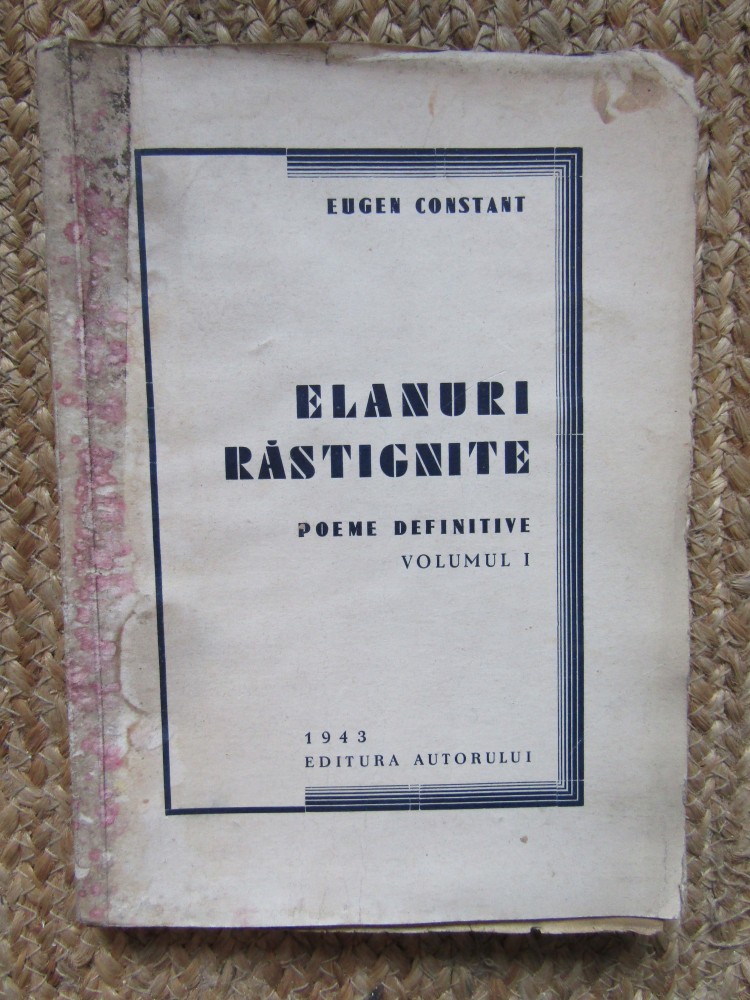 EUGEN CONSTANT
ELANURI
RĂSTIGNITE
POEME DEFINITIVE
VOLUMUL I
1943
EDITURA AUTORULUI